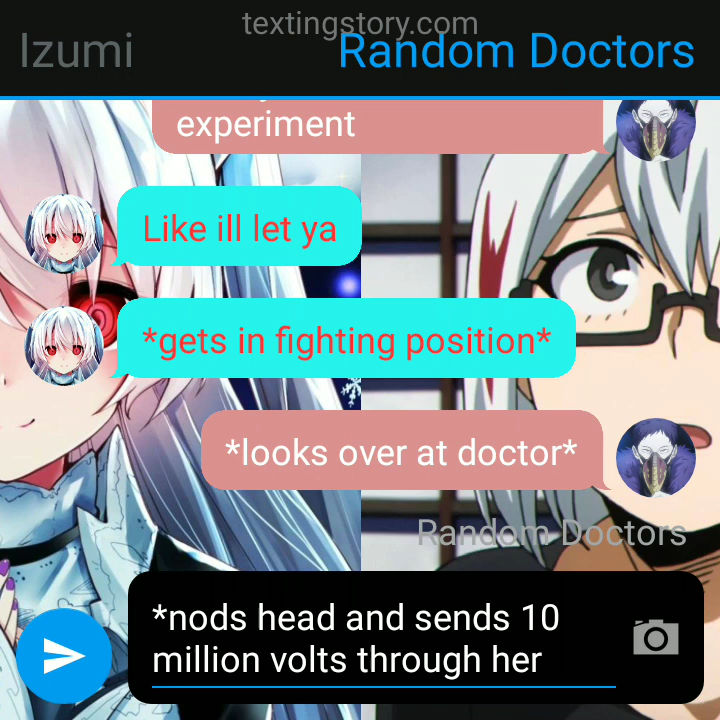 textingstory.com
Izumi
Random Doctors
experiment
Like ill let ya
*gets in fighting position*
*looks over at doctor*
Random Doctors
*nods head and sends 10
million volts through her